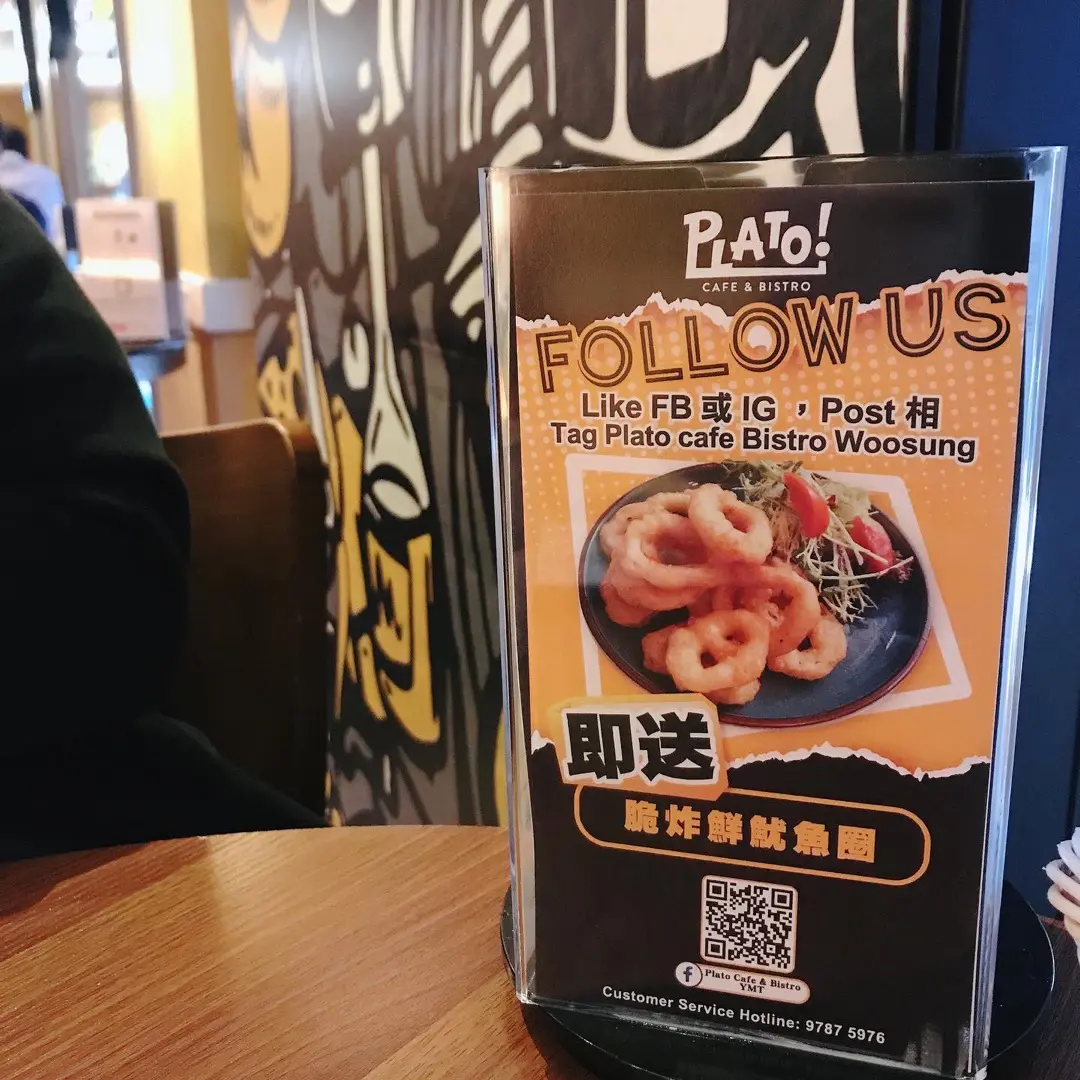 PLATO!
CAFE & BISTRO
FOLLOW US
Like FB 或 IG ，Post 相
Tag Plato cafe Bistro Woosung
即送
脆炸鮮魷魚圈
Plato Cafe & Bistro
YMT
Customer Service Hotline: 9787 5976